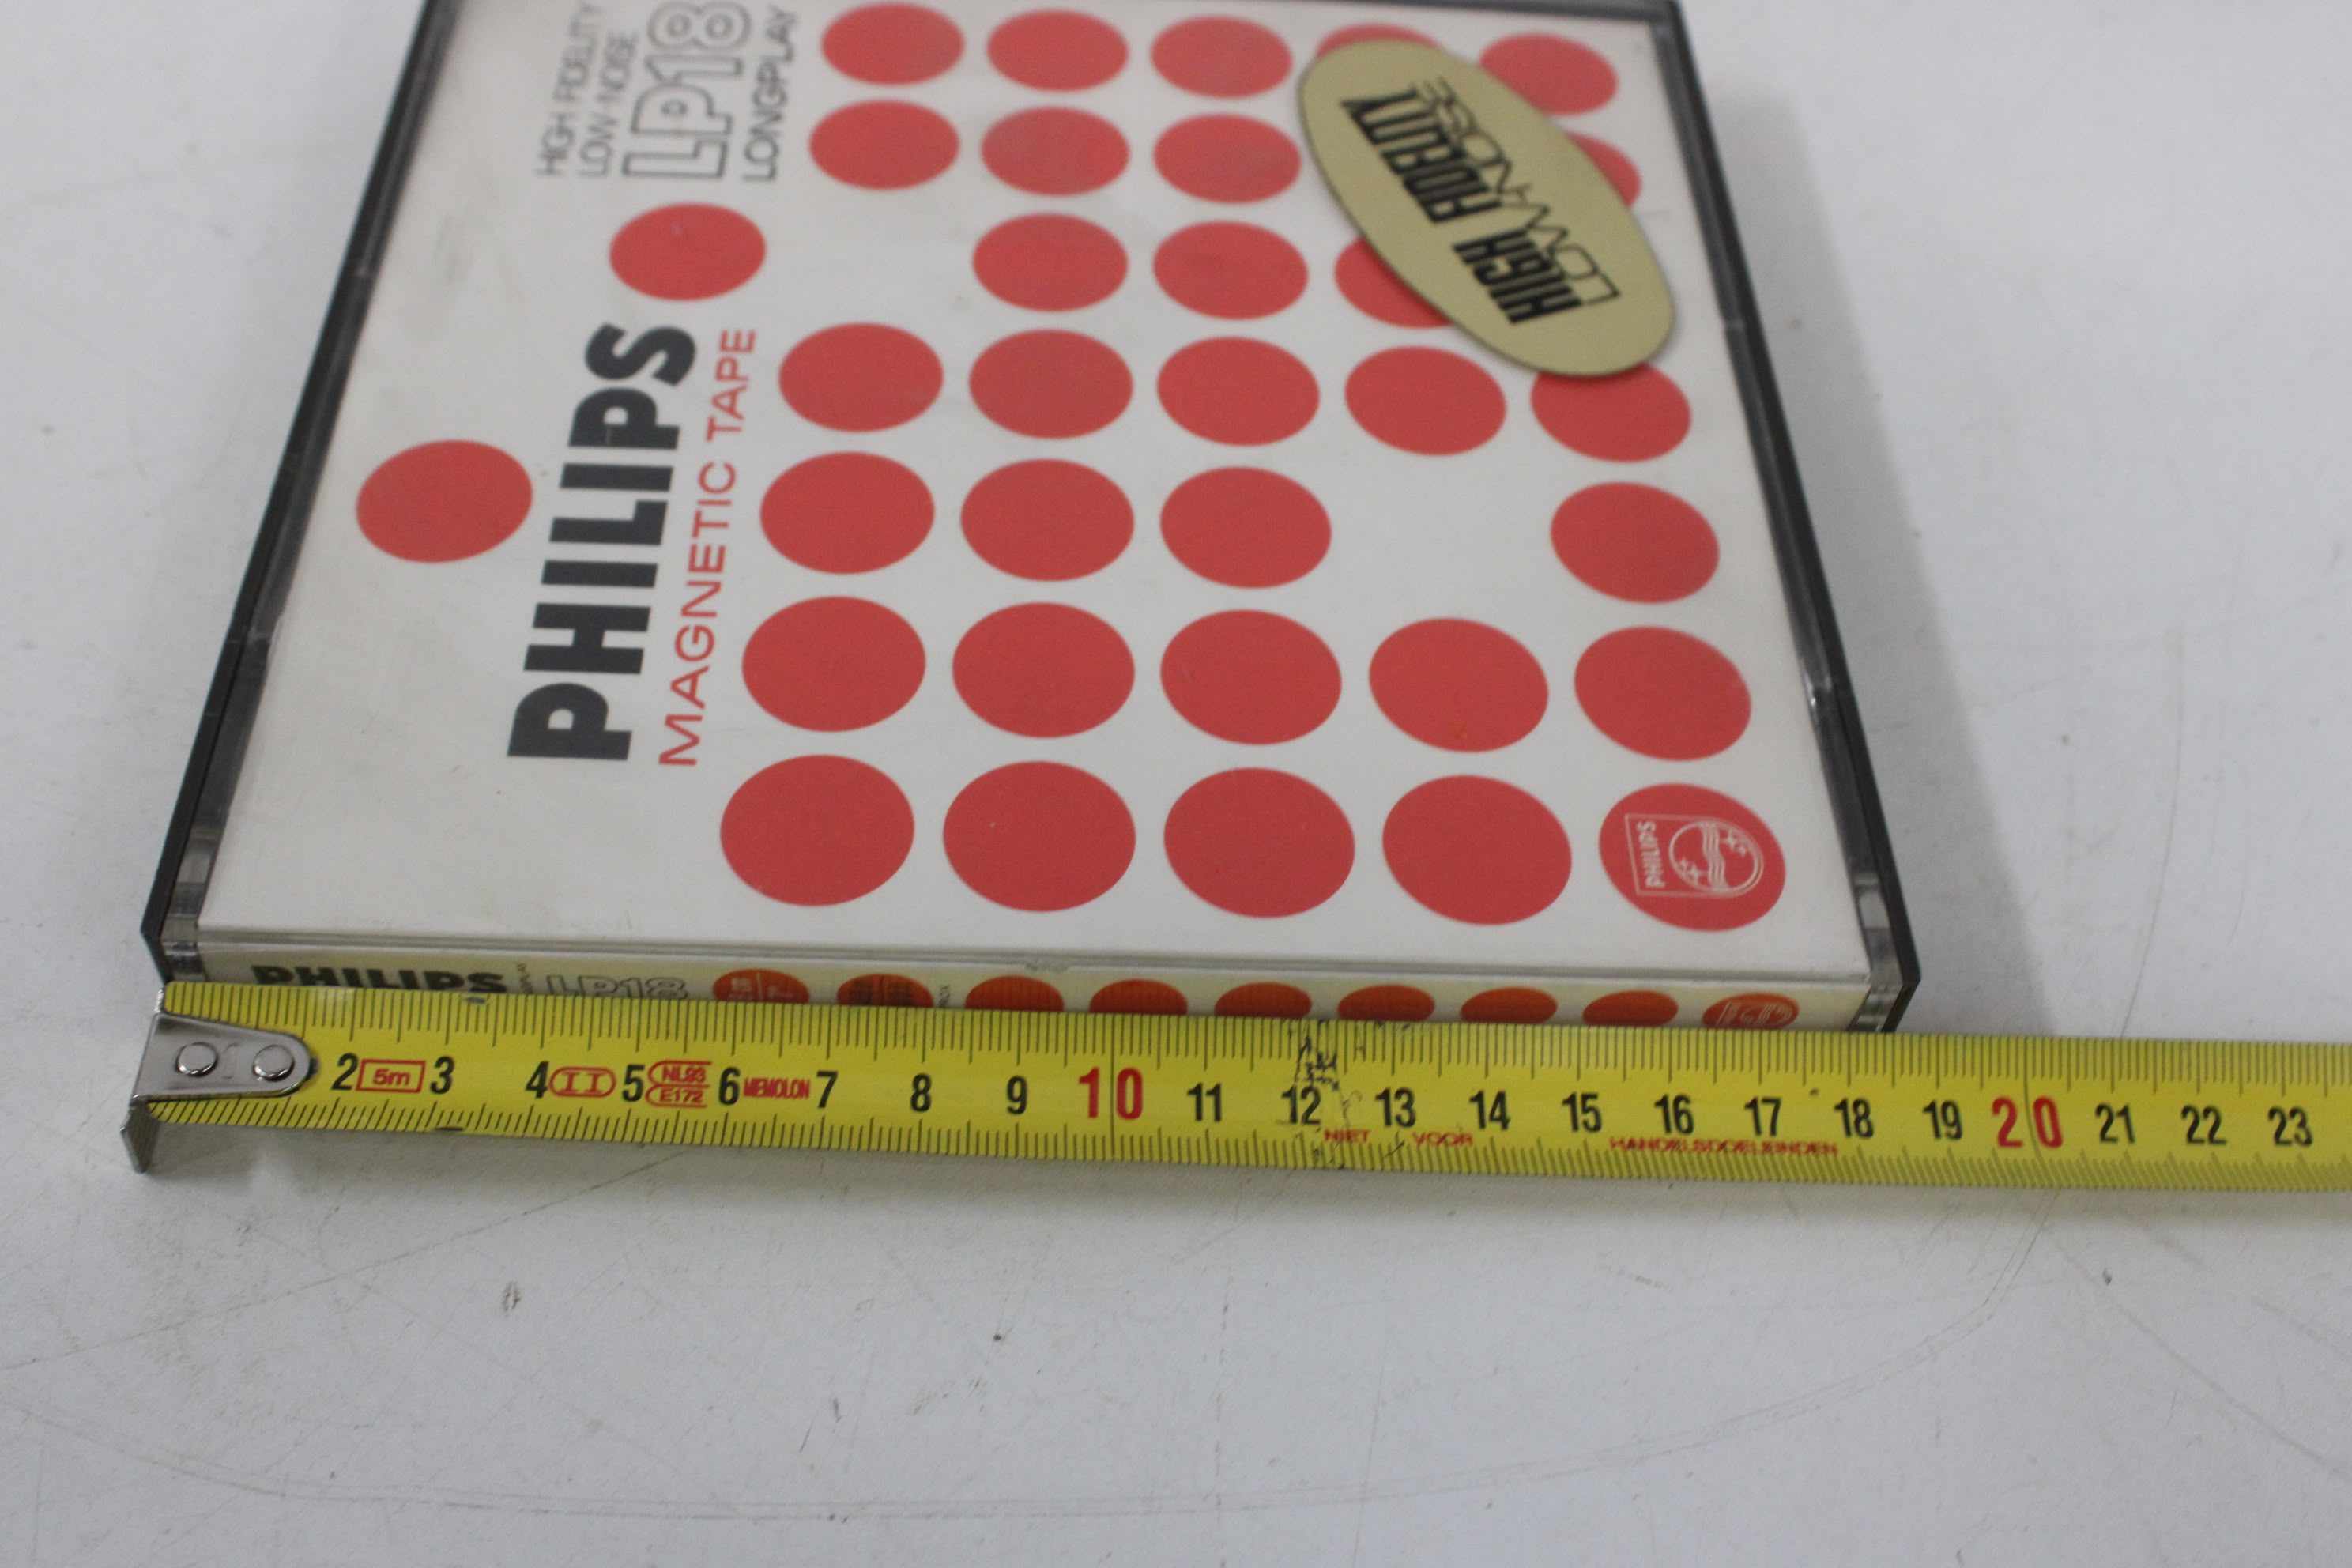 HIGH FIDELITY
LOW-NOISE
LP18
LONGPLAY
HIGH FIDELITY
LOW-NOISE
PHILIPS
MAGNETIC TAPE
PHILIPS
PHILIPS LP18
2 5m 3 4 II 5 NL93 E172 6 MEMOLON 7 8 9 10 11 12 13 14 15 16 17 18 19 20 21 22 23
NIET VOOR HANDELSDOELEINDEN